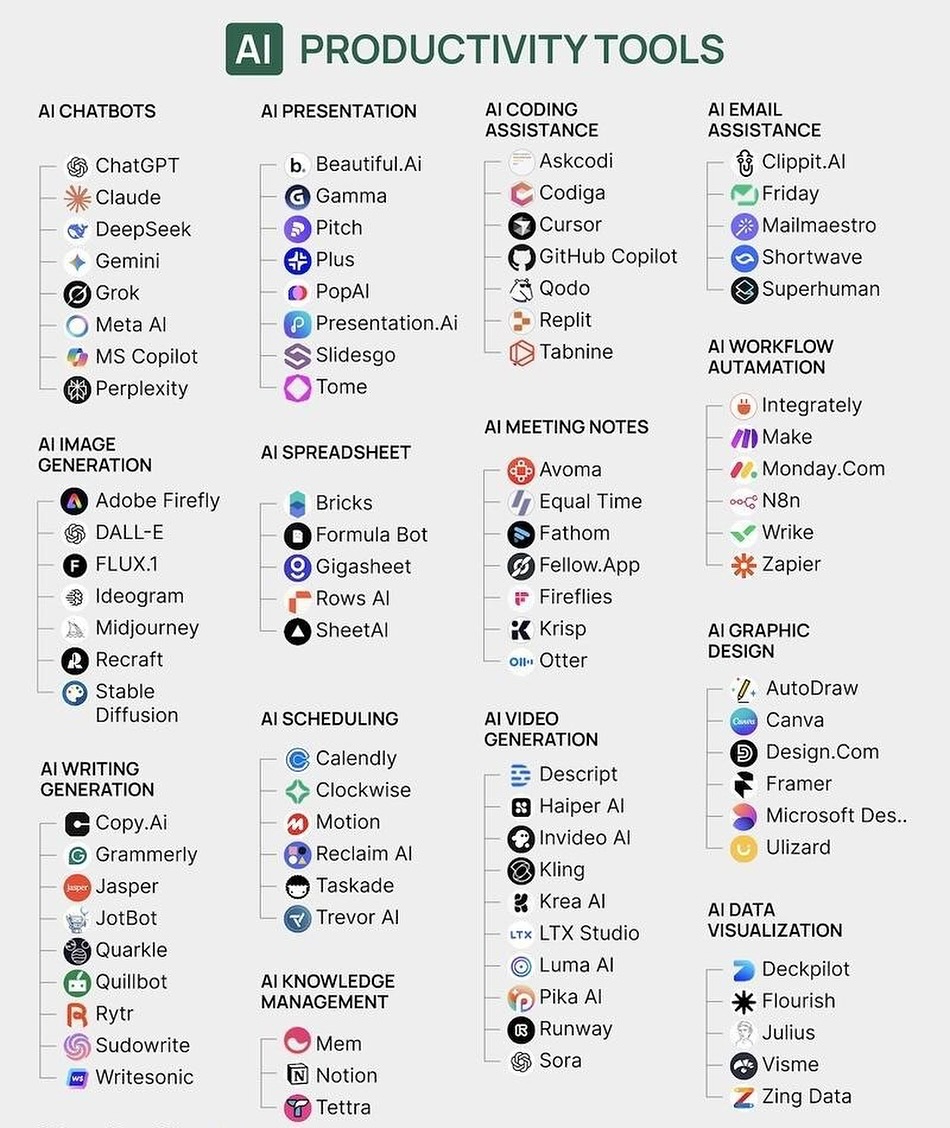 AI PRODUCTIVITY TOOLS
AI CHATBOTS
ChatGPT
Claude
DeepSeek
Gemini
Grok
Meta AI
MS Copilot
Perplexity
AI IMAGE
GENERATION
Adobe Firefly
DALL-E
FLUX.1
Ideogram
Midjourney
Recraft
Stable
Diffusion
AI WRITING
GENERATION
Copy.Ai
Grammerly
Jasper
JotBot
Quarkle
Quillbot
Rytr
Sudowrite
Writesonic
AI PRESENTATION
Beautiful.Ai
Gamma
Pitch
Plus
PopAI
Presentation.Ai
Slidesgo
Tome
AI SPREADSHEET
Bricks
Formula Bot
Gigasheet
Rows AI
SheetAI
AI SCHEDULING
Calendly
Clockwise
Motion
Reclaim AI
Taskade
Trevor AI
AI KNOWLEDGE
MANAGEMENT
Mem
Notion
Tettra
AI CODING
ASSISTANCE
Askcodi
Codiga
Cursor
GitHub Copilot
Qodo
Replit
Tabnine
AI MEETING NOTES
Avoma
Equal Time
Fathom
Fellow.App
Fireflies
Krisp
Otter
AI VIDEO
GENERATION
Descript
Haiper AI
Invideo AI
Kling
Krea AI
LTX Studio
Luma AI
Pika AI
Runway
Sora
AI EMAIL
ASSISTANCE
Clippit.AI
Friday
Mailmaestro
Shortwave
Superhuman
AI WORKFLOW
AUTAMATION
Integrately
Make
Monday.Com
N8n
Wrike
Zapier
AI GRAPHIC
DESIGN
AutoDraw
Canva
Design.Com
Framer
Microsoft Des..
Ulizard
AI DATA
VISUALIZATION
Deckpilot
Flourish
Julius
Visme
Zing Data